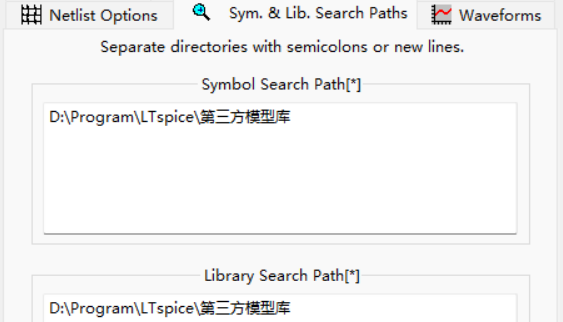 Netlist Options Sym. & Lib. Search Paths Waveforms
Separate directories with semicolons or new lines.
Symbol Search Path[*]
D:\Program\LTspice\第三方模型库
Library Search Path[*]
D:\Program\LTspice\第三方模型库